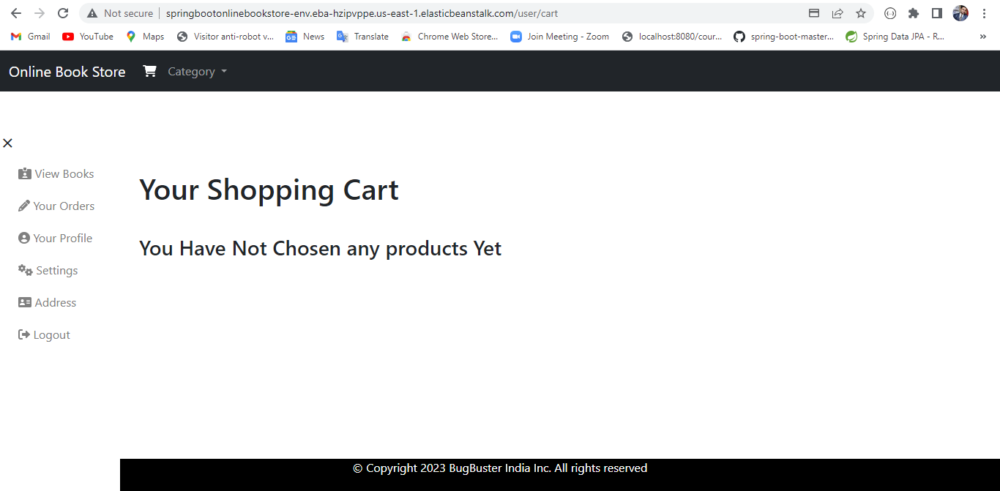 Not secure springbootonlinebookstore-env.eba-hzipvppe.us-east-1.elasticbeanstalk.com/user/cart
Gmail YouTube Maps Visitor anti-robot v... News Translate Chrome Web Store... Join Meeting - Zoom localhost:8080/cour... spring-boot-master... Spring Data JPA - R... »
Online Book Store Category
View Books
Your Shopping Cart
Your Orders
Your Profile
You Have Not Chosen any products Yet
Settings
Address
Logout
© Copyright 2023 BugBuster India Inc. All rights reserved